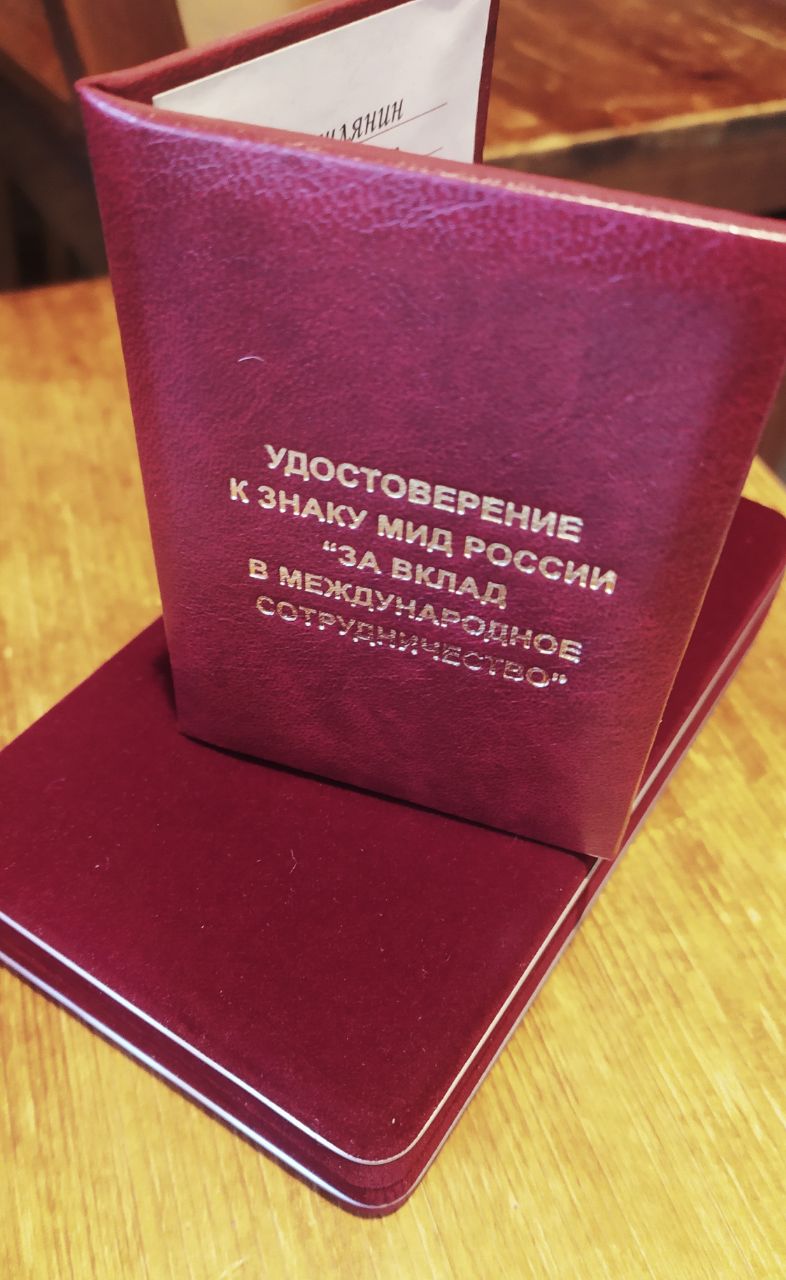 УДОСТОВЕРЕНИЕ
К ЗНАКУ МИД РОССИИ
“ЗА ВКЛАД
В МЕЖДУНАРОДНОЕ
СОТРУДНИЧЕСТВО”